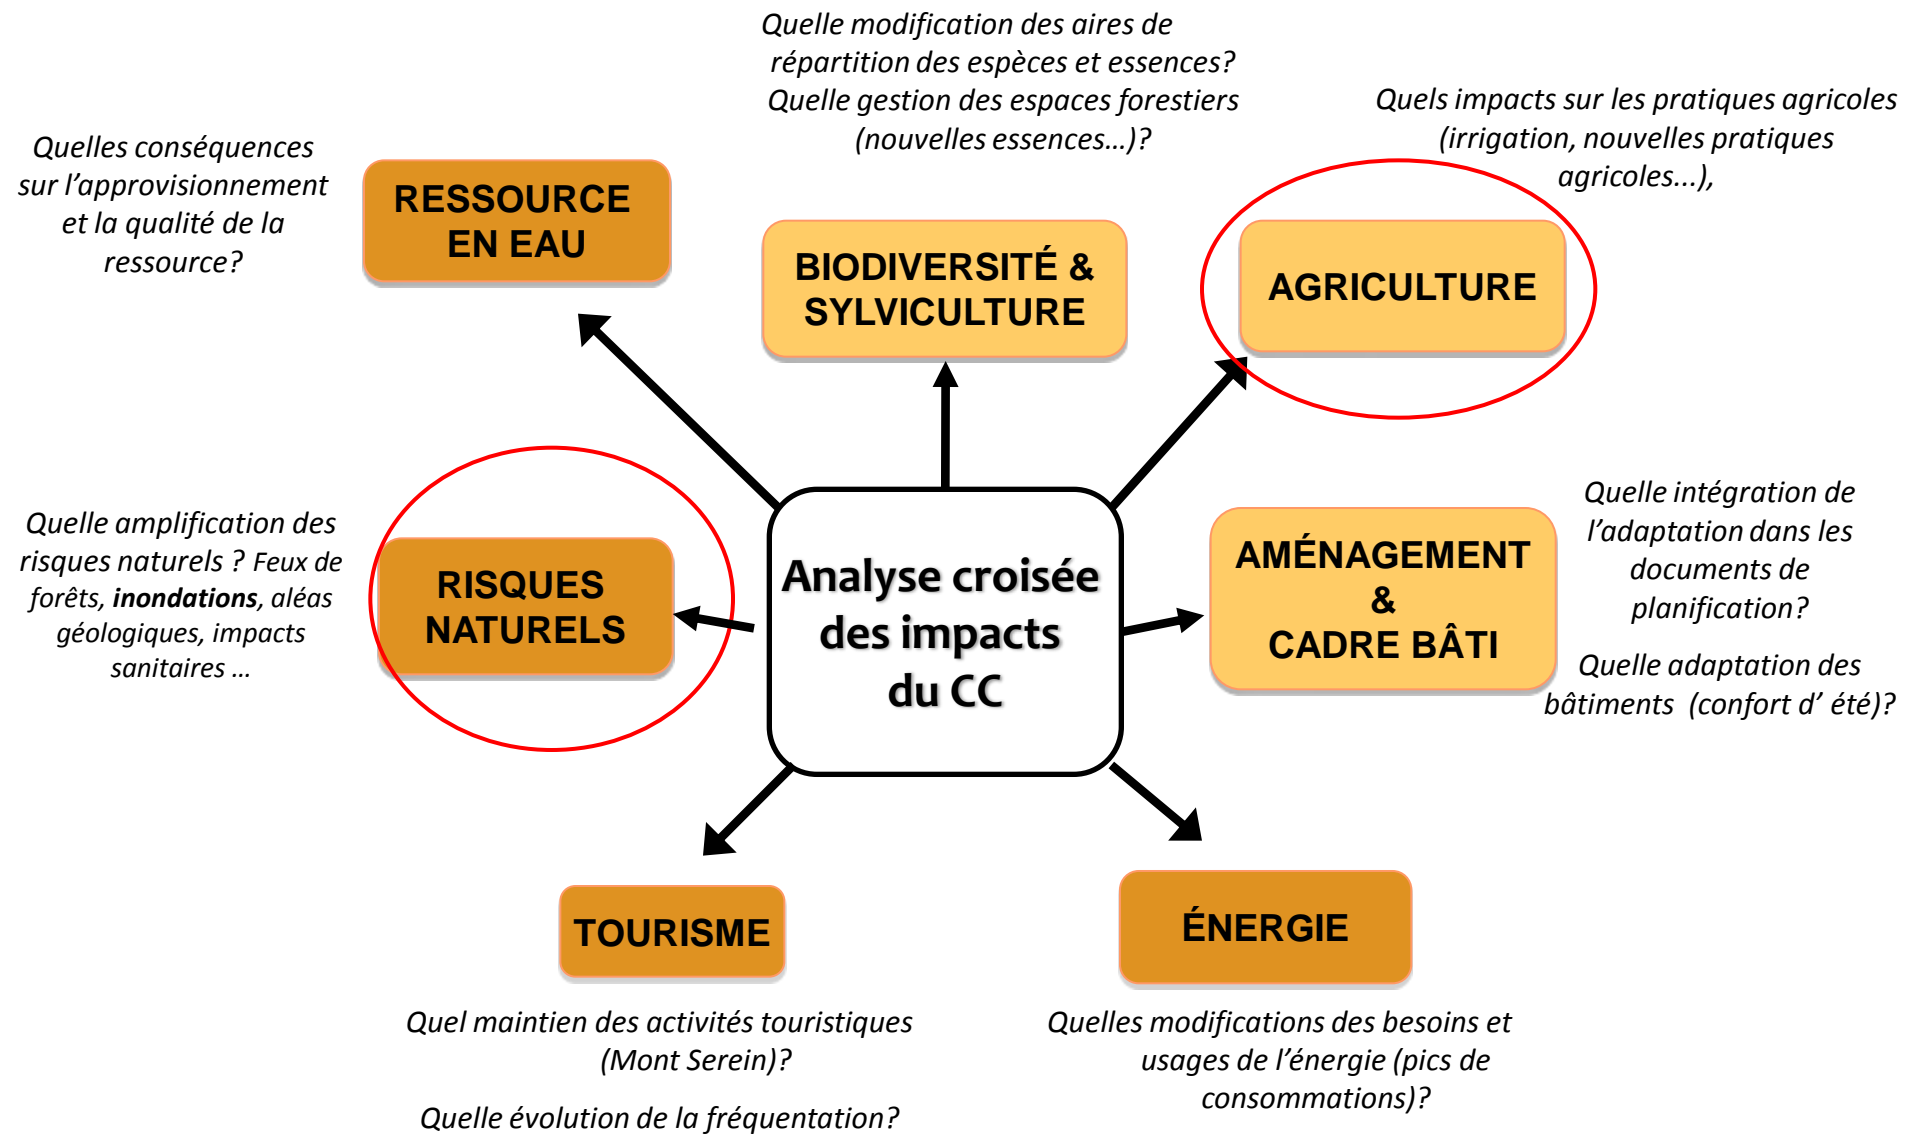 Quelle modification des aires de
répartition des espèces et essences?
Quelle gestion des espaces forestiers
(nouvelles essences...)?
Quels impacts sur les pratiques agricoles
(irrigation, nouvelles pratiques
agricoles...),
Quelles conséquences
sur l’approvisionnement
et la qualité de la
ressource?
RESSOURCE
EN EAU
BIODIVERSITÉ &
SYLVICULTURE
AGRICULTURE
Quelle amplification des
risques naturels ? Feux de
forêts, inondations, aléas
géologiques, impacts
sanitaires ...
RISQUES
NATURELS
Analyse croisée
des impacts
du CC
AMÉNAGEMENT
&
CADRE BÂTI
Quelle intégration de
l’adaptation dans les
documents de
planification?
Quelle adaptation des
bâtiments (confort d’ été)?
TOURISME
ÉNERGIE
Quel maintien des activités touristiques
(Mont Serein)?
Quelle évolution de la fréquentation?
Quelles modifications des besoins et
usages de l’énergie (pics de
consommations)?